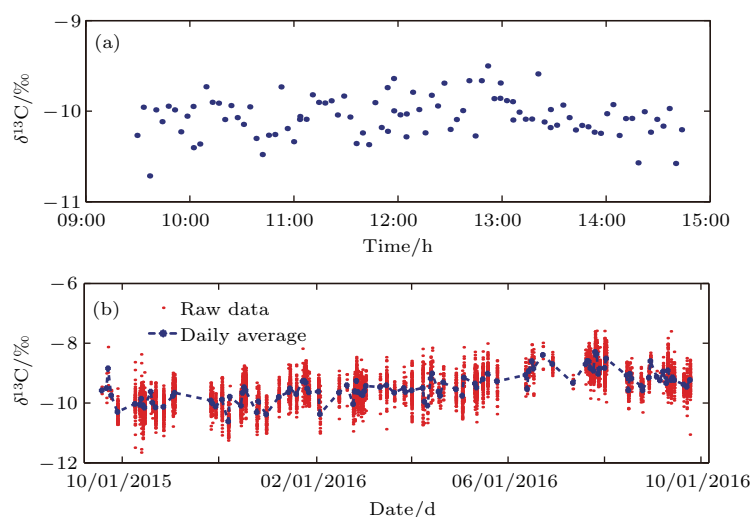 (a)
δ¹³C/‰
−9
−10
−11
09:00 10:00 11:00 12:00 13:00 14:00 15:00
Time/h
(b)
Raw data
Daily average
δ¹³C/‰
−6
−8
−10
−12
10/01/2015 02/01/2016 06/01/2016 10/01/2016
Date/d